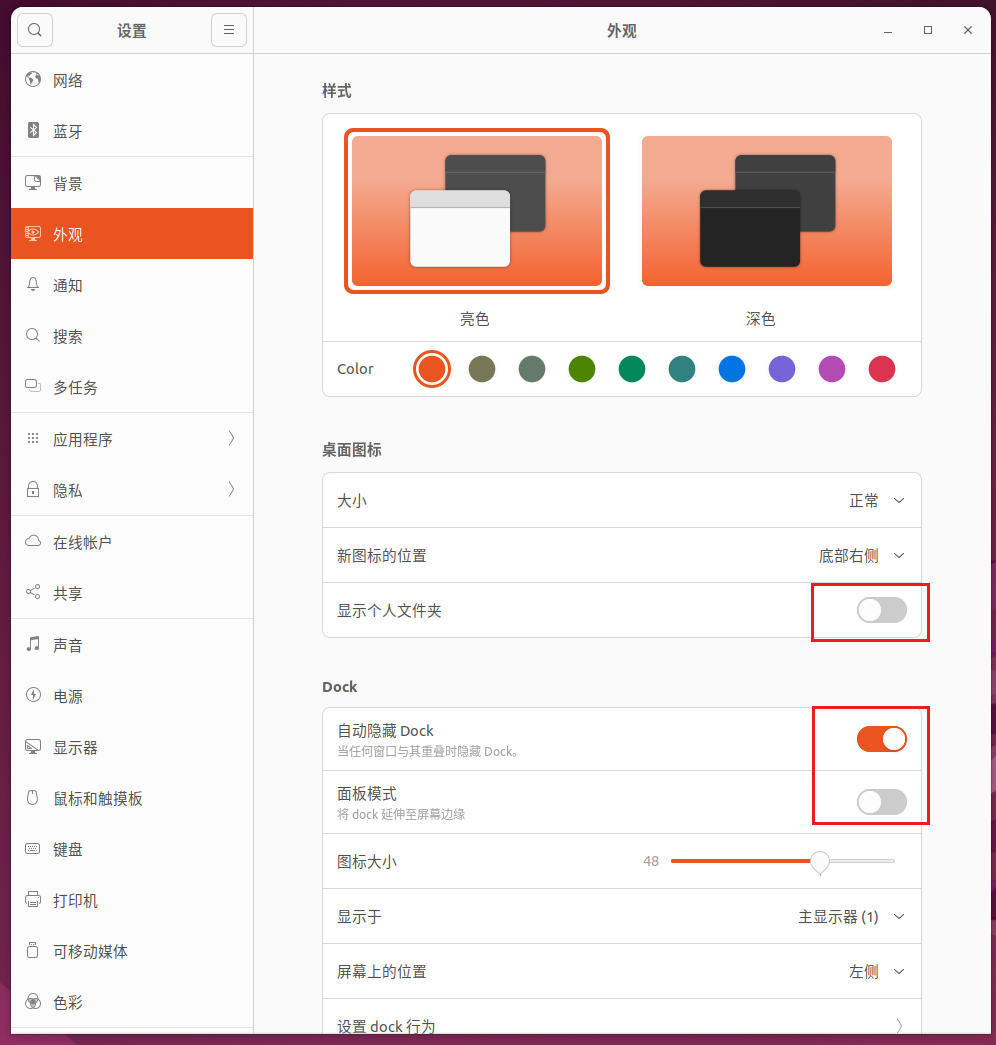 设置
外观
网络
蓝牙
背景
外观
通知
搜索
多任务
应用程序
隐私
在线帐户
共享
声音
电源
显示器
鼠标和触摸板
键盘
打印机
可移动媒体
色彩
样式
亮色
深色
Color
桌面图标
大小 正常
新图标的位置 底部右侧
显示个人文件夹
Dock
自动隐藏 Dock
当任何窗口与其重叠时隐藏 Dock。
面板模式
将 dock 延伸至屏幕边缘
图标大小 48
显示于 主显示器 (1)
屏幕上的位置 左侧
设置 dock 行为